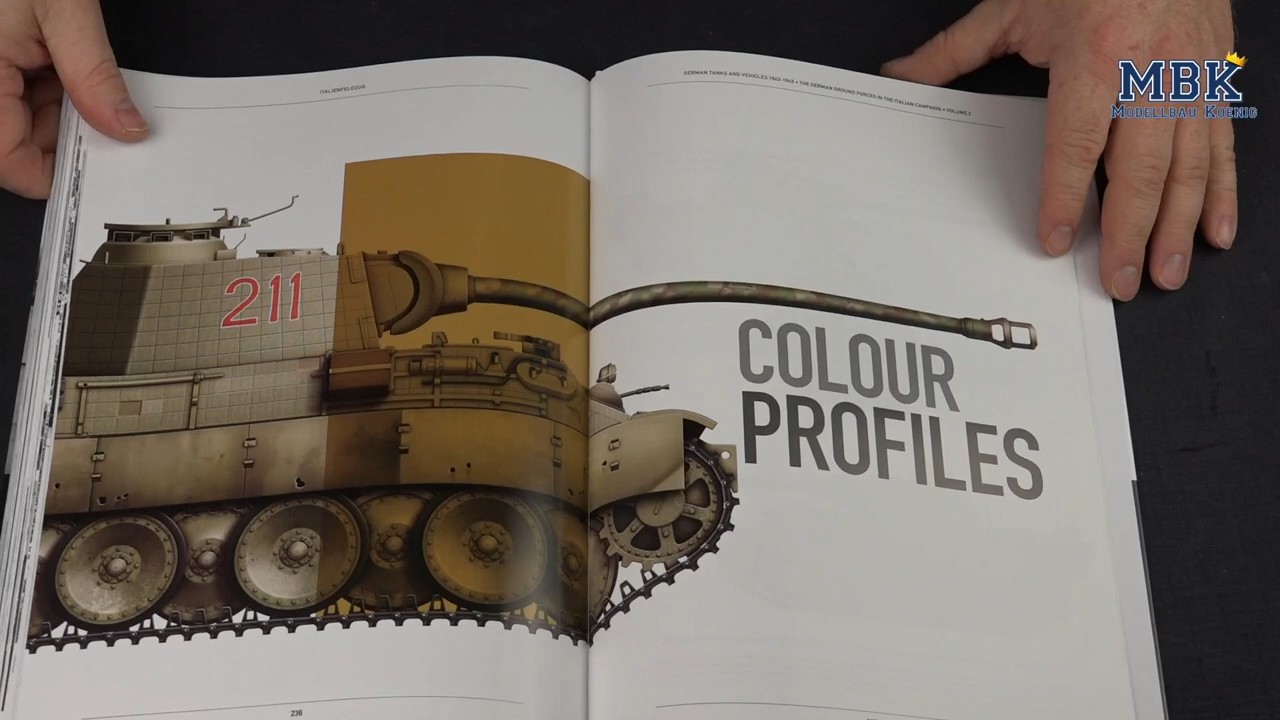 ITALIENFELDZUG
GERMAN TANKS AND VEHICLES 1943-1945 • THE GERMAN GROUND FORCES IN THE ITALIAN CAMPAIGN • VOLUME 2
MBK
MODELLBAU KOENIG
211
COLOUR
PROFILES
236